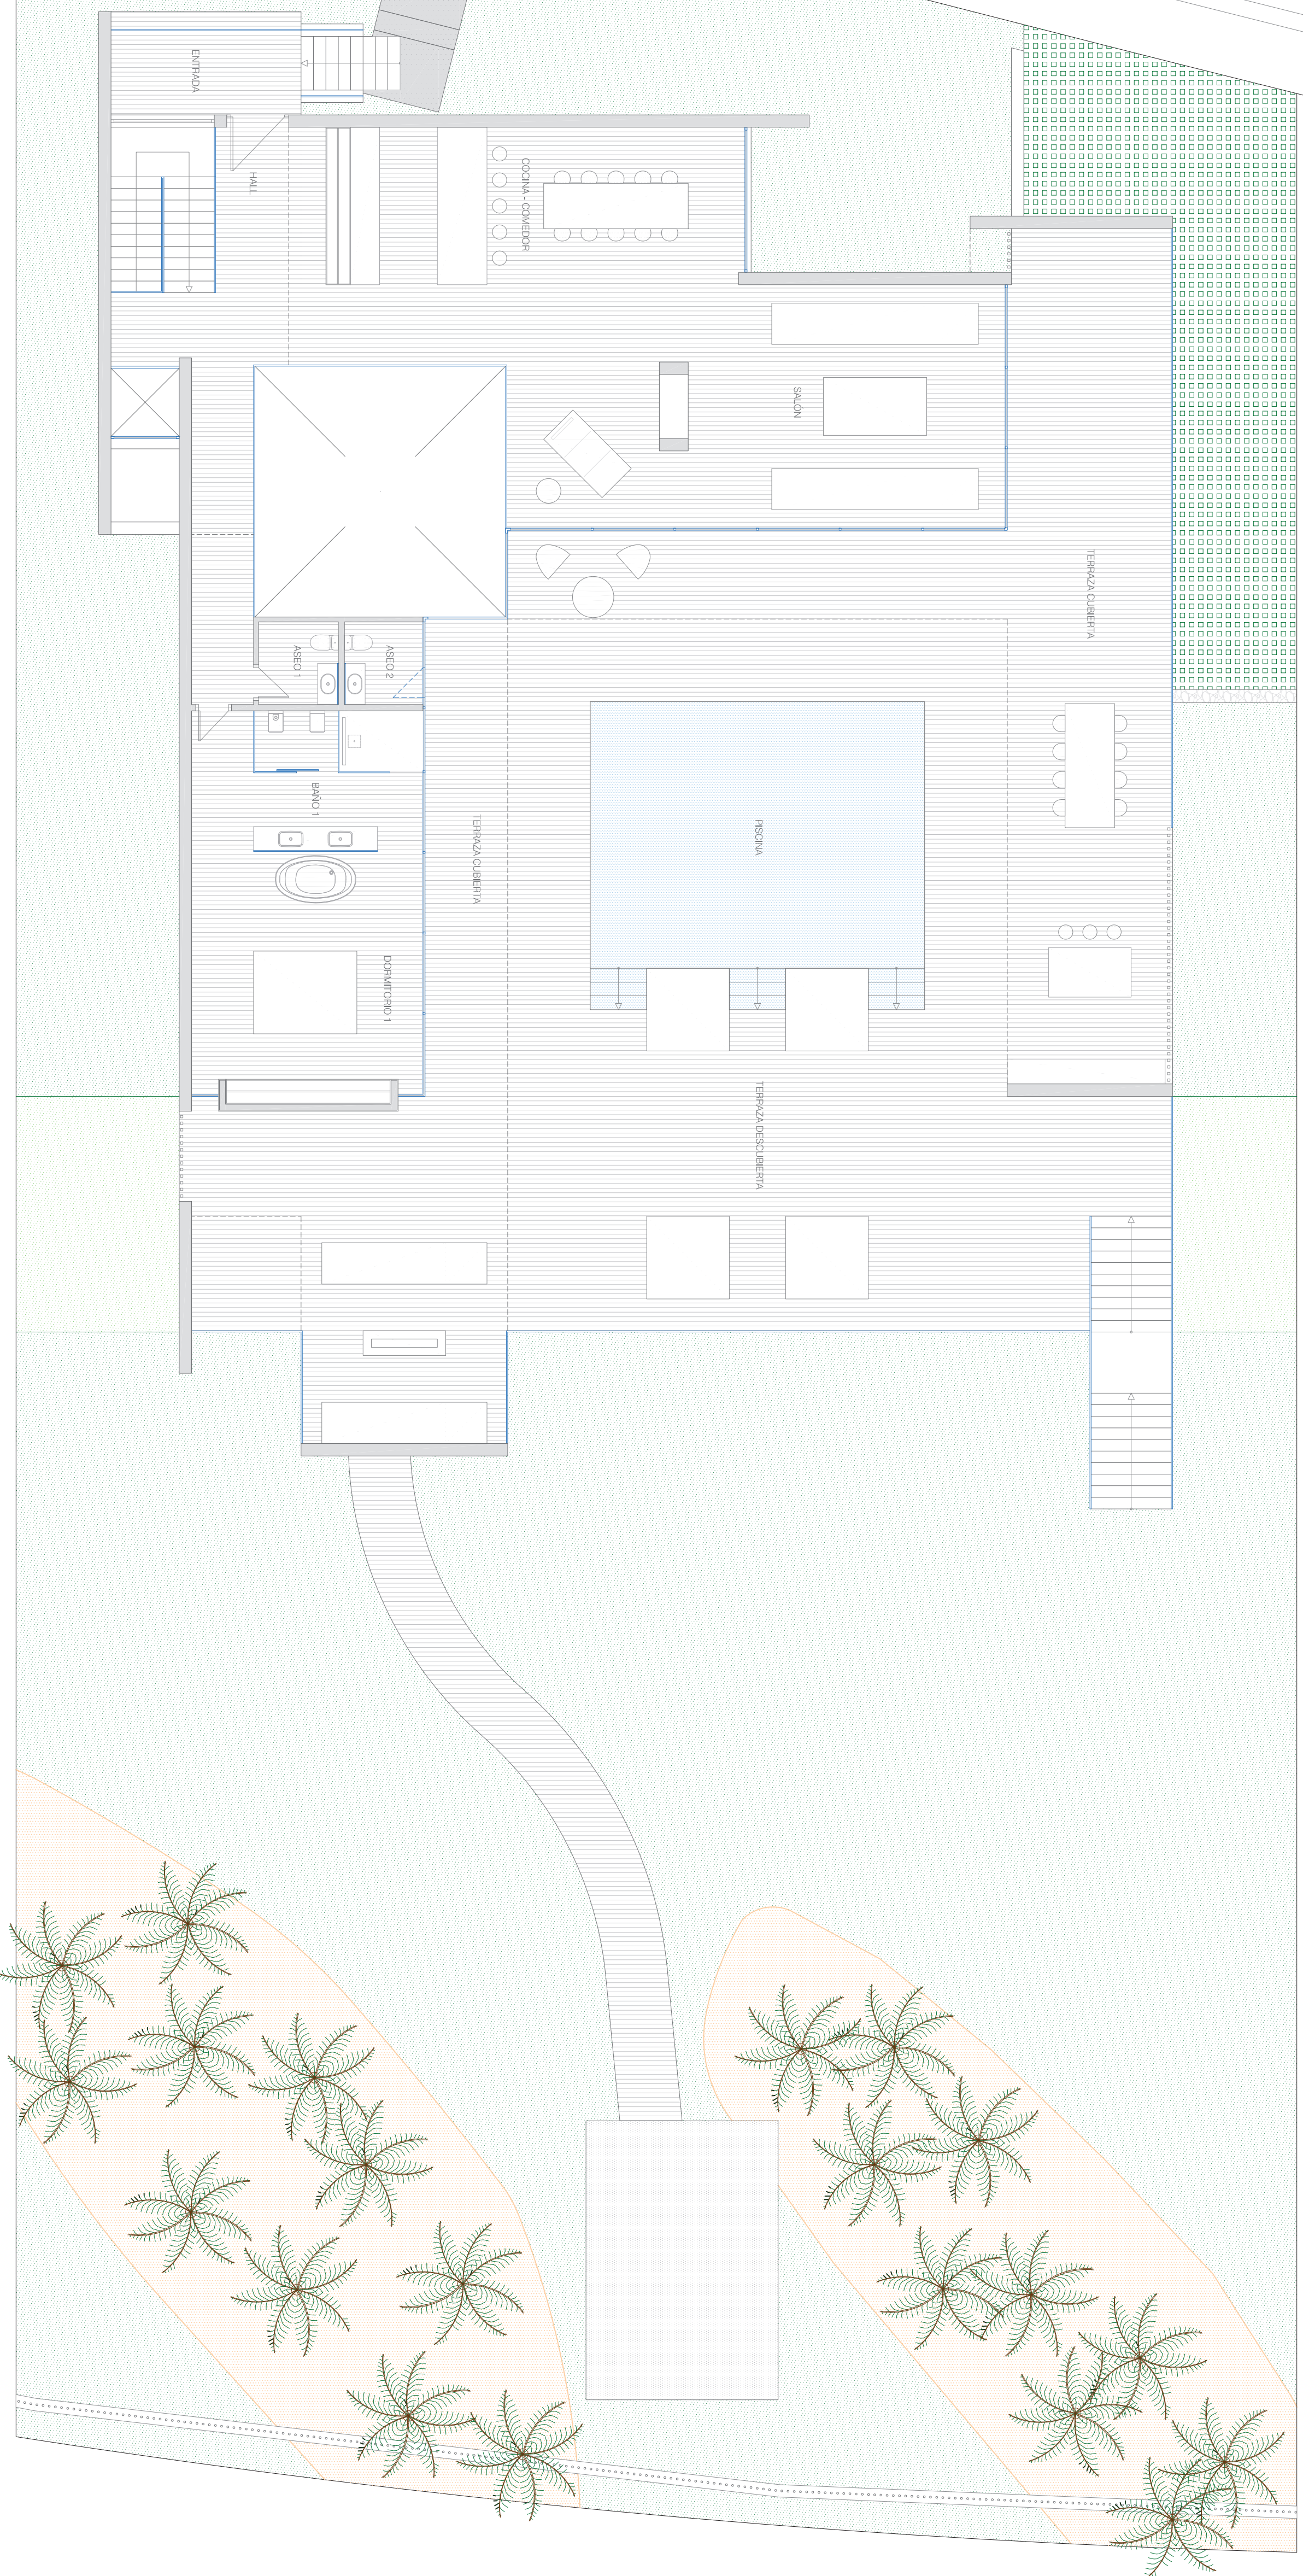 ENTRADA
HALL
COCINA - COMEDOR
SALÓN
TERRAZA CUBIERTA
ASEO 1
ASEO 2
BAÑO 1
TERRAZA CUBIERTA
PISCINA
DORMITORIO 1
TERRAZA DESCUBIERTA